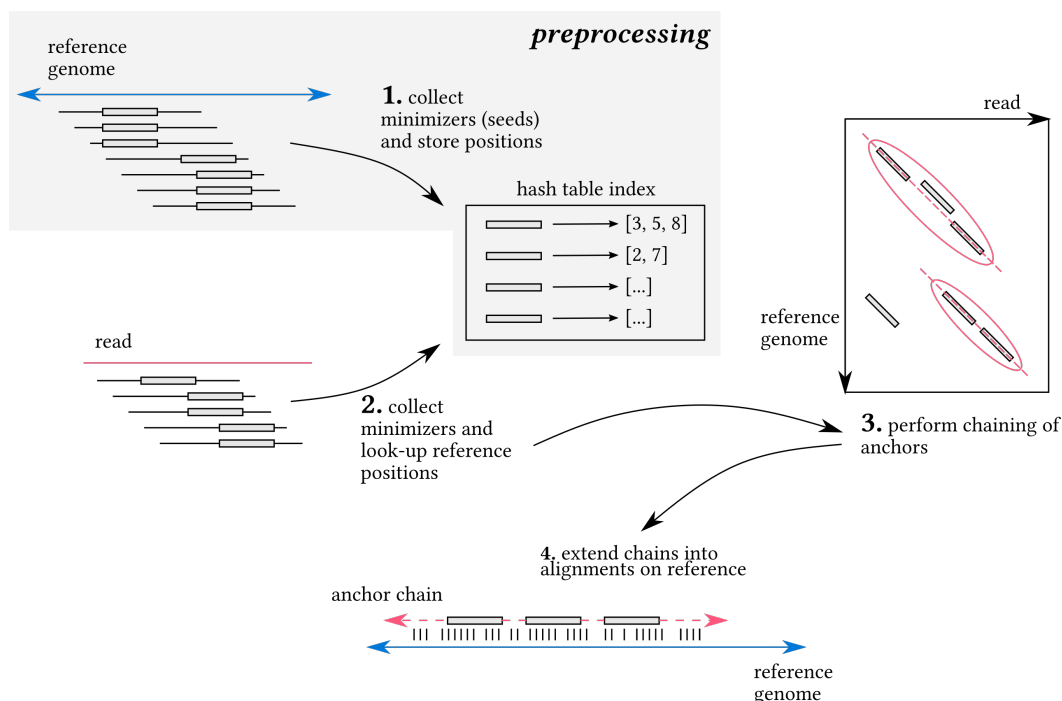 preprocessing
reference
genome
1. collect
minimizers (seeds)
and store positions
hash table index
[3, 5, 8]
[2, 7]
[...]
[...]
read
2. collect
minimizers and
look-up reference
positions
read
reference
genome
3. perform chaining of
anchors
4. extend chains into
alignments on reference
anchor chain
reference
genome